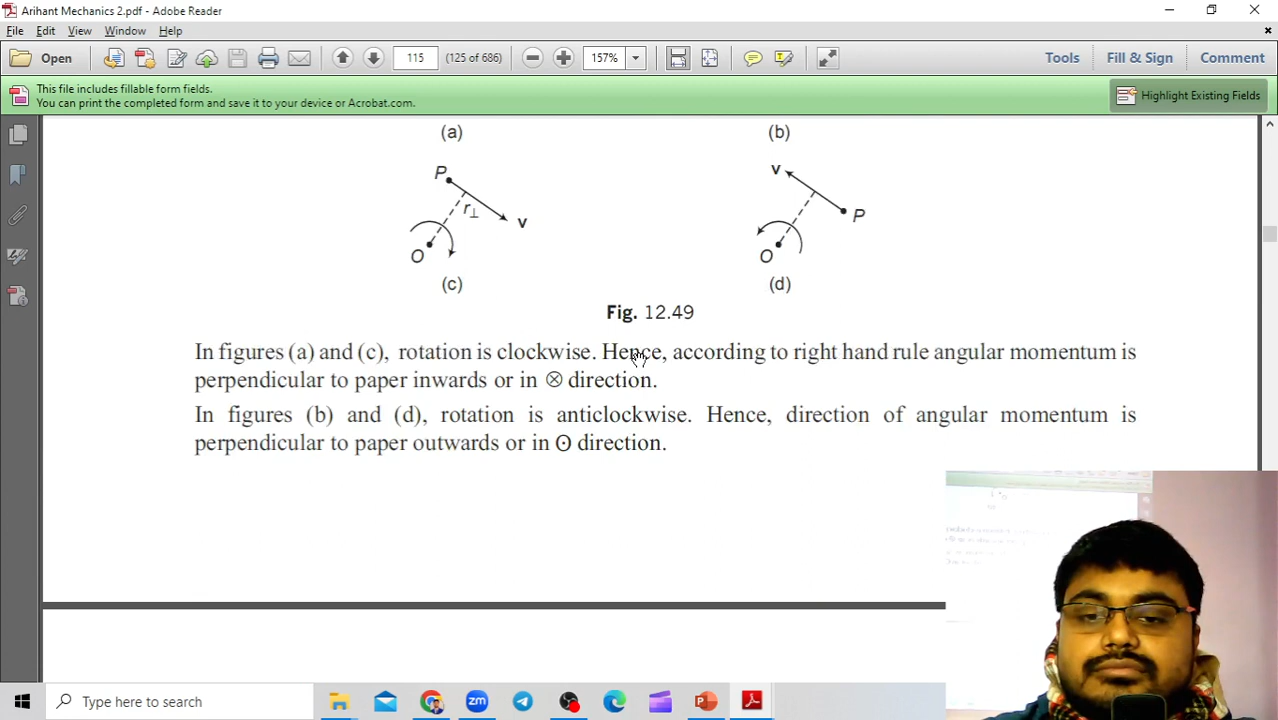 Arihant Mechanics 2.pdf - Adobe Reader
File Edit View Window Help
Open 115 (125 of 686) 157% Tools Fill & Sign Comment
This file includes fillable form fields.
You can print the completed form and save it to your device or Acrobat.com.
Highlight Existing Fields
(a) (b)
P r⊥ v O
v P O
(c) (d)
Fig. 12.49
In figures (a) and (c), rotation is clockwise. Hence, according to right hand rule angular momentum is
perpendicular to paper inwards or in ⊗ direction.
In figures (b) and (d), rotation is anticlockwise. Hence, direction of angular momentum is
perpendicular to paper outwards or in ⊙ direction.
Type here to search
zm